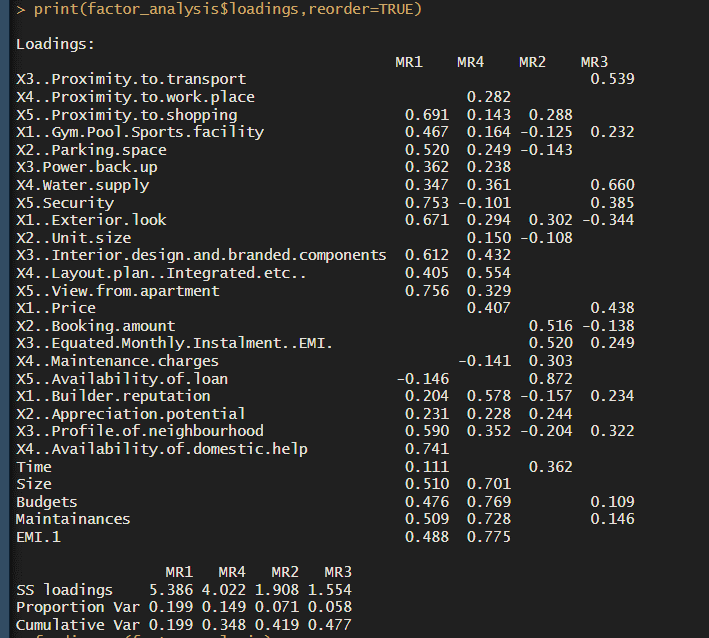 > print(factor_analysis$loadings,reorder=TRUE)
Loadings:
MR1 MR4 MR2 MR3
X3..Proximity.to.transport 0.539
X4..Proximity.to.work.place 0.282
X5..Proximity.to.shopping 0.691 0.143 0.288
X1..Gym.Pool.Sports.facility 0.467 0.164 -0.125 0.232
X2..Parking.space 0.520 0.249 -0.143
X3.Power.back.up 0.362 0.238
X4.Water.supply 0.347 0.361 0.660
X5.Security 0.753 -0.101 0.385
X1..Exterior.look 0.671 0.294 0.302 -0.344
X2..Unit.size 0.150 -0.108
X3..Interior.design.and.branded.components 0.612 0.432
X4..Layout.plan..Integrated.etc.. 0.405 0.554
X5..View.from.apartment 0.756 0.329
X1..Price 0.407 0.438
X2..Booking.amount 0.516 -0.138
X3..Equated.Monthly.Instalment..EMI. 0.520 0.249
X4..Maintenance.charges -0.141 0.303
X5..Availability.of.loan -0.146 0.872
X1..Builder.reputation 0.204 0.578 -0.157 0.234
X2..Appreciation.potential 0.231 0.228 0.244
X3..Profile.of.neighbourhood 0.590 0.352 -0.204 0.322
X4..Availability.of.domestic.help 0.741
Time 0.111 0.362
Size 0.510 0.701
Budgets 0.476 0.769 0.109
Maintainances 0.509 0.728 0.146
EMI.1 0.488 0.775
MR1 MR4 MR2 MR3
SS loadings 5.386 4.022 1.908 1.554
Proportion Var 0.199 0.149 0.071 0.058
Cumulative Var 0.199 0.348 0.419 0.477